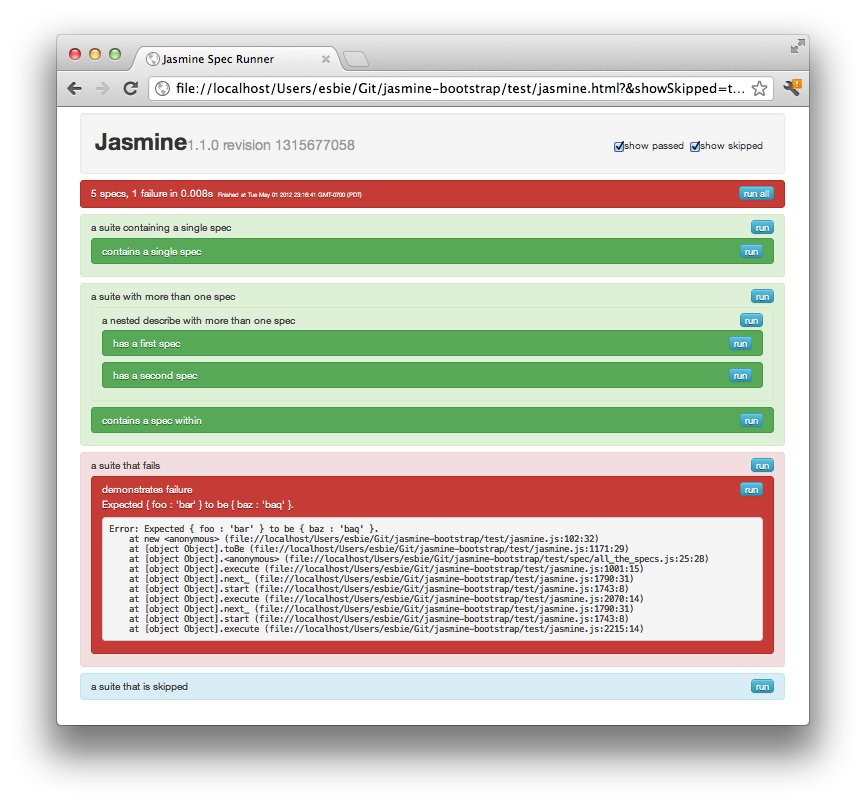 Jasmine Spec Runner
file://localhost/Users/esbie/Git/jasmine-bootstrap/test/jasmine.html?&showSkipped=t...
Jasmine1.1.0 revision 1315677058
show passed show skipped
5 specs, 1 failure in 0.008s Finished at Tue May 01 2012 23:16:41 GMT-0700 (PDT)
run all
a suite containing a single spec
run
contains a single spec
run
a suite with more than one spec
run
a nested describe with more than one spec
run
has a first spec
run
has a second spec
run
contains a spec within
run
a suite that fails
run
demonstrates failure
run
Expected { foo : 'bar' } to be { baz : 'baq' }.
Error: Expected { foo : 'bar' } to be { baz : 'baq' }.
at new <anonymous> (file://localhost/Users/esbie/Git/jasmine-bootstrap/test/jasmine.js:102:32)
at [object Object].toBe (file://localhost/Users/esbie/Git/jasmine-bootstrap/test/jasmine.js:1171:29)
at [object Object].<anonymous> (file://localhost/Users/esbie/Git/jasmine-bootstrap/test/spec/all_the_specs.js:25:28)
at [object Object].execute (file://localhost/Users/esbie/Git/jasmine-bootstrap/test/jasmine.js:1001:15)
at [object Object].next_ (file://localhost/Users/esbie/Git/jasmine-bootstrap/test/jasmine.js:1790:31)
at [object Object].start (file://localhost/Users/esbie/Git/jasmine-bootstrap/test/jasmine.js:1743:8)
at [object Object].execute (file://localhost/Users/esbie/Git/jasmine-bootstrap/test/jasmine.js:2070:14)
at [object Object].next_ (file://localhost/Users/esbie/Git/jasmine-bootstrap/test/jasmine.js:1790:31)
at [object Object].start (file://localhost/Users/esbie/Git/jasmine-bootstrap/test/jasmine.js:1743:8)
at [object Object].execute (file://localhost/Users/esbie/Git/jasmine-bootstrap/test/jasmine.js:2215:14)
a suite that is skipped
run